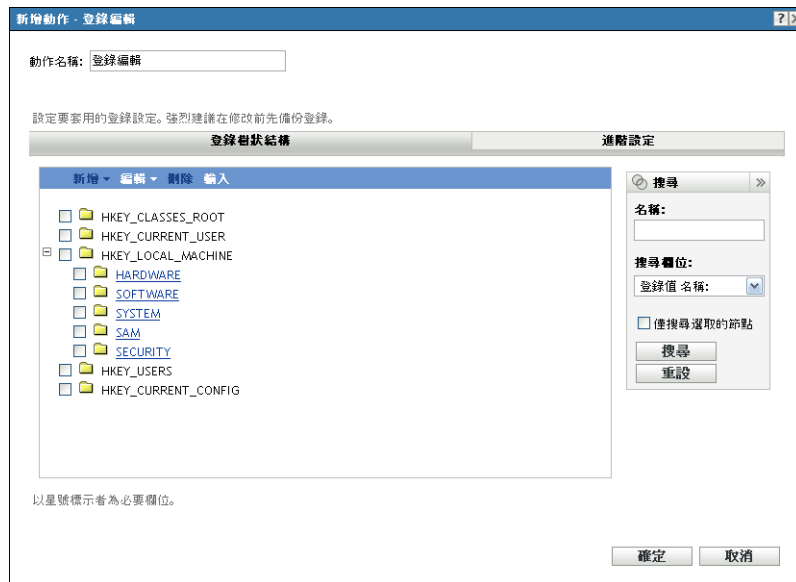 新增動作 - 登錄編輯
動作名稱: 登錄編輯
設定要套用的登錄設定。強烈建議在修改前先備份登錄。
登錄樹狀結構 進階設定
新增 編輯 刪除 輸入
HKEY_CLASSES_ROOT
HKEY_CURRENT_USER
HKEY_LOCAL_MACHINE
HARDWARE
SOFTWARE
SYSTEM
SAM
SECURITY
HKEY_USERS
HKEY_CURRENT_CONFIG
搜尋
名稱:
搜尋欄位:
登錄值 名稱:
僅搜尋選取的節點
搜尋
重設
以星號標示者為必要欄位。
確定 取消